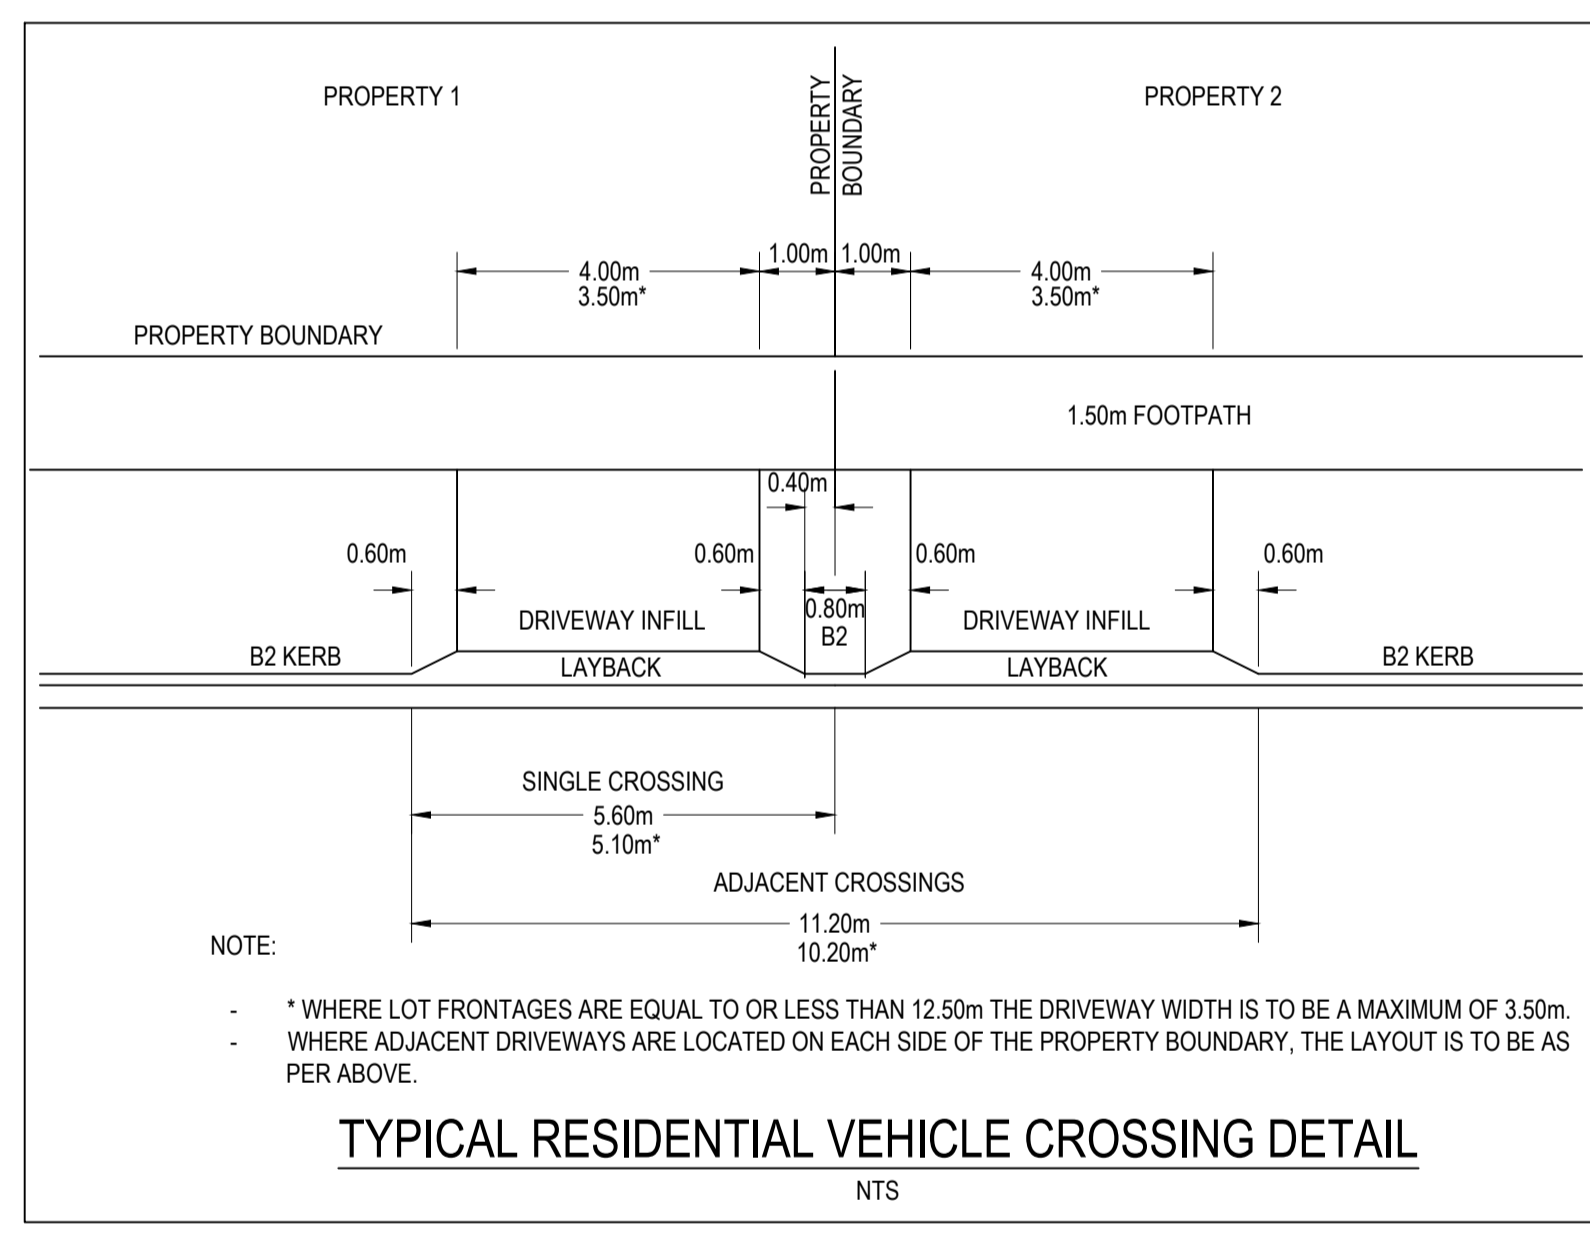 PROPERTY 1
PROPERTY
BOUNDARY
PROPERTY 2
1.00m
1.00m
4.00m
3.50m*
4.00m
3.50m*
PROPERTY BOUNDARY
1.50m FOOTPATH
0.40m
0.60m
0.60m
0.60m
0.60m
0.80m
B2
DRIVEWAY INFILL
DRIVEWAY INFILL
B2 KERB
LAYBACK
LAYBACK
B2 KERB
SINGLE CROSSING
5.60m
5.10m*
ADJACENT CROSSINGS
11.20m
10.20m*
NOTE:
- * WHERE LOT FRONTAGES ARE EQUAL TO OR LESS THAN 12.50m THE DRIVEWAY WIDTH IS TO BE A MAXIMUM OF 3.50m.
- WHERE ADJACENT DRIVEWAYS ARE LOCATED ON EACH SIDE OF THE PROPERTY BOUNDARY, THE LAYOUT IS TO BE AS
PER ABOVE.
TYPICAL RESIDENTIAL VEHICLE CROSSING DETAIL
NTS